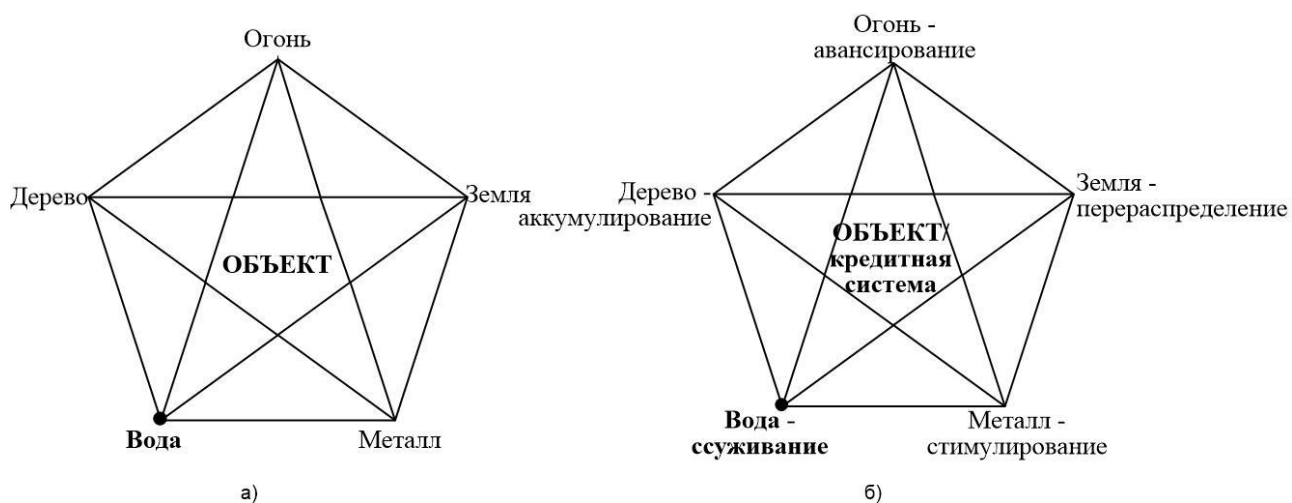 Огонь
Дерево
Земля
ОБЪЕКТ
Вода
Металл
а)
Огонь -
авансирование
Дерево -
аккумулирование
Земля -
перераспределение
ОБЪЕКТ/
кредитная
система
Вода -
ссуживание
Металл -
стимулирование
б)